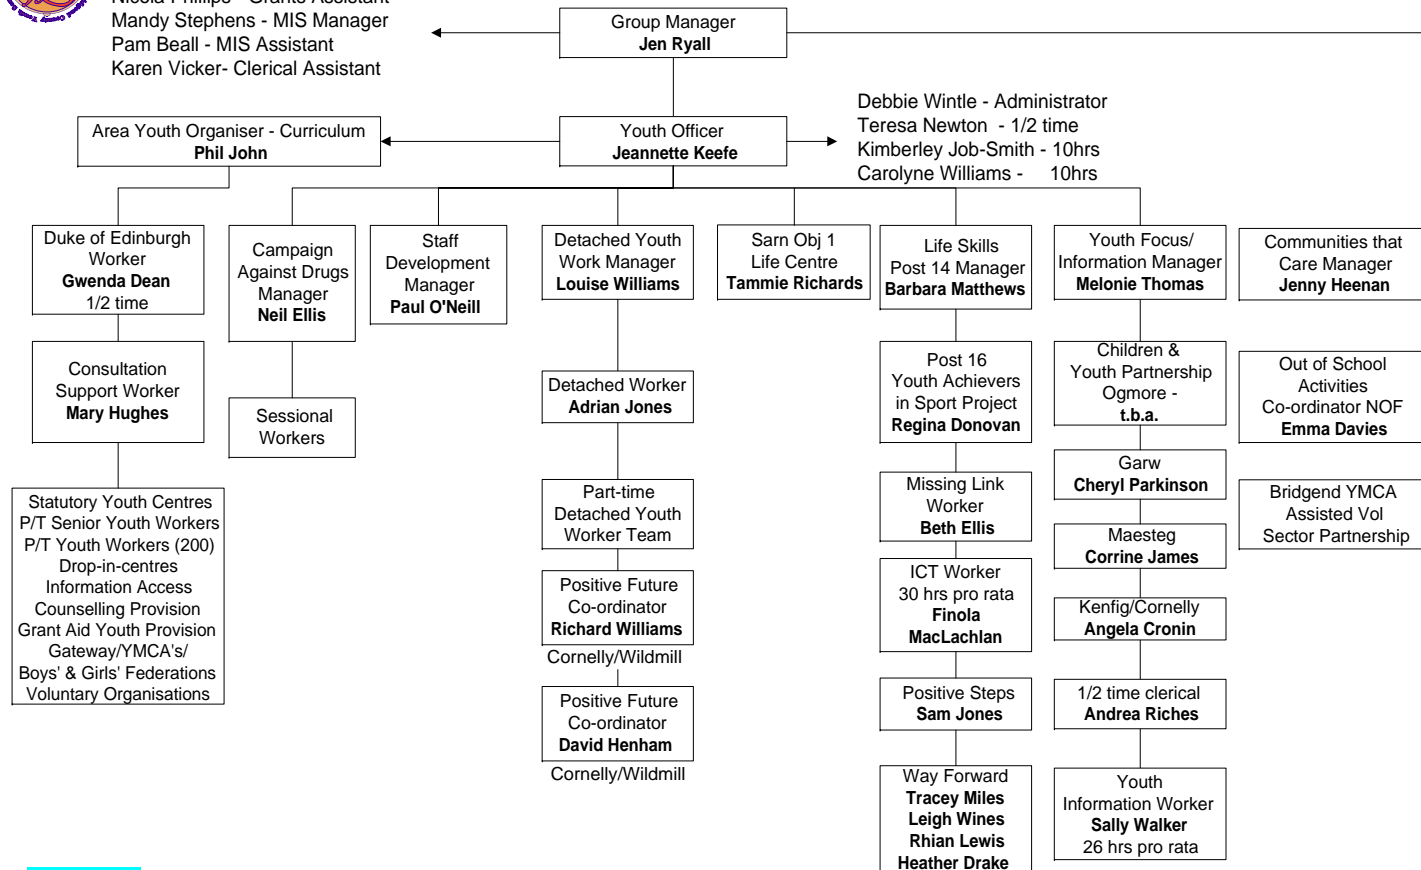 Nicola Phillips - Grants Assistant
Mandy Stephens - MIS Manager
Pam Beall - MIS Assistant
Karen Vicker- Clerical Assistant
Group Manager
Jen Ryall
Debbie Wintle - Administrator
Teresa Newton - 1/2 time
Kimberley Job-Smith - 10hrs
Carolyne Williams - 10hrs
Area Youth Organiser - Curriculum
Phil John
Youth Officer
Jeannette Keefe
Duke of Edinburgh
Worker
Gwenda Dean
1/2 time
Campaign
Against Drugs
Manager
Neil Ellis
Staff
Development
Manager
Paul O'Neill
Detached Youth
Work Manager
Louise Williams
Sarn Obj 1
Life Centre
Tammie Richards
Life Skills
Post 14 Manager
Barbara Matthews
Youth Focus/
Information Manager
Melonie Thomas
Communities that
Care Manager
Jenny Heenan
Consultation
Support Worker
Mary Hughes
Sessional
Workers
Detached Worker
Adrian Jones
Post 16
Youth Achievers
in Sport Project
Regina Donovan
Children &
Youth Partnership
Ogmore -
t.b.a.
Out of School
Activities
Co-ordinator NOF
Emma Davies
Statutory Youth Centres
P/T Senior Youth Workers
P/T Youth Workers (200)
Drop-in-centres
Information Access
Counselling Provision
Grant Aid Youth Provision
Gateway/YMCA's/
Boys' & Girls' Federations
Voluntary Organisations
Part-time
Detached Youth
Worker Team
Missing Link
Worker
Beth Ellis
Garw
Cheryl Parkinson
Bridgend YMCA
Assisted Vol
Sector Partnership
Maesteg
Corrine James
Positive Future
Co-ordinator
Richard Williams
Cornelly/Wildmill
ICT Worker
30 hrs pro rata
Finola
MacLachlan
Kenfig/Cornelly
Angela Cronin
Positive Future
Co-ordinator
David Henham
Cornelly/Wildmill
Positive Steps
Sam Jones
1/2 time clerical
Andrea Riches
Way Forward
Tracey Miles
Leigh Wines
Rhian Lewis
Heather Drake
Youth
Information Worker
Sally Walker
26 hrs pro rata